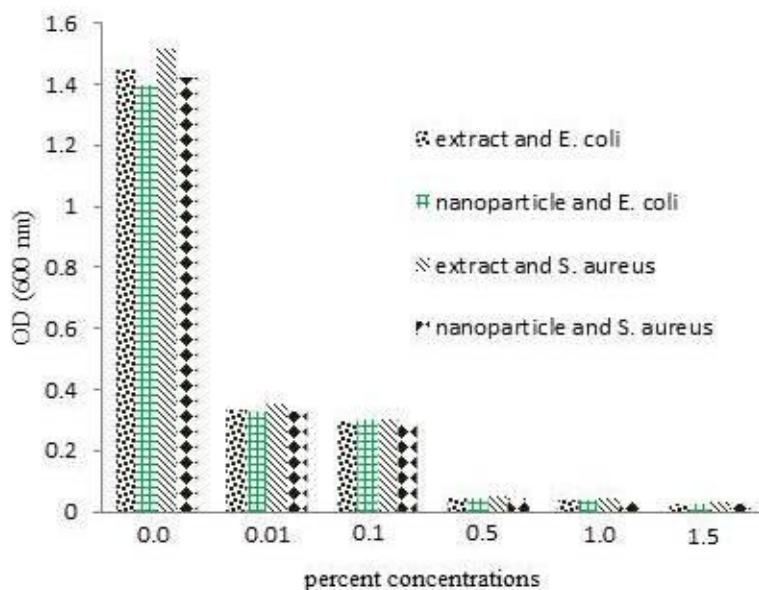 1.6
1.4
1.2
1
0.8
0.6
0.4
0.2
0
OD (600 nm)
extract and E. coli
nanoparticle and E. coli
extract and S. aureus
nanoparticle and S. aureus
0.0 0.01 0.1 0.5 1.0 1.5
percent concentrations